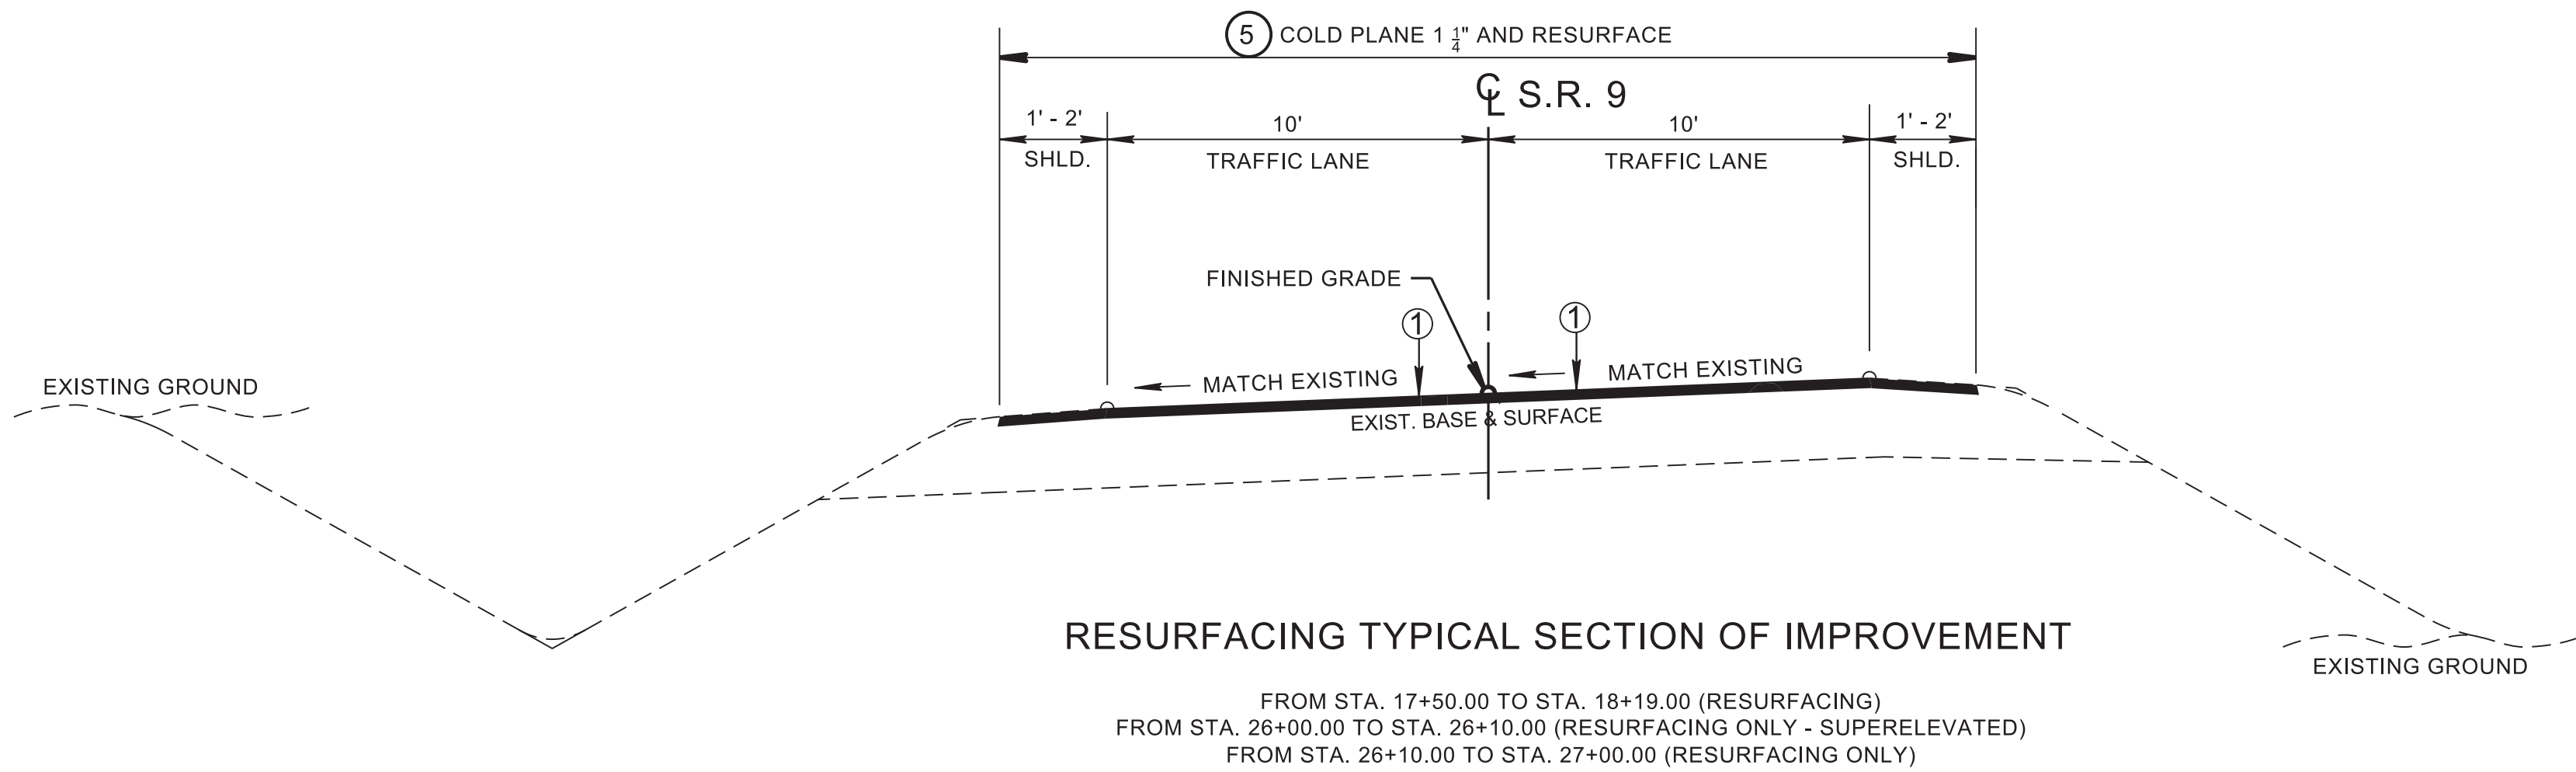 5 COLD PLANE 1 1/4" AND RESURFACE
℄ S.R. 9
1' - 2' 10' 10' 1' - 2'
SHLD. TRAFFIC LANE TRAFFIC LANE SHLD.
FINISHED GRADE
1 1
EXISTING GROUND
MATCH EXISTING MATCH EXISTING
EXIST. BASE & SURFACE
RESURFACING TYPICAL SECTION OF IMPROVEMENT
EXISTING GROUND
FROM STA. 17+50.00 TO STA. 18+19.00 (RESURFACING)
FROM STA. 26+00.00 TO STA. 26+10.00 (RESURFACING ONLY - SUPERELEVATED)
FROM STA. 26+10.00 TO STA. 27+00.00 (RESURFACING ONLY)